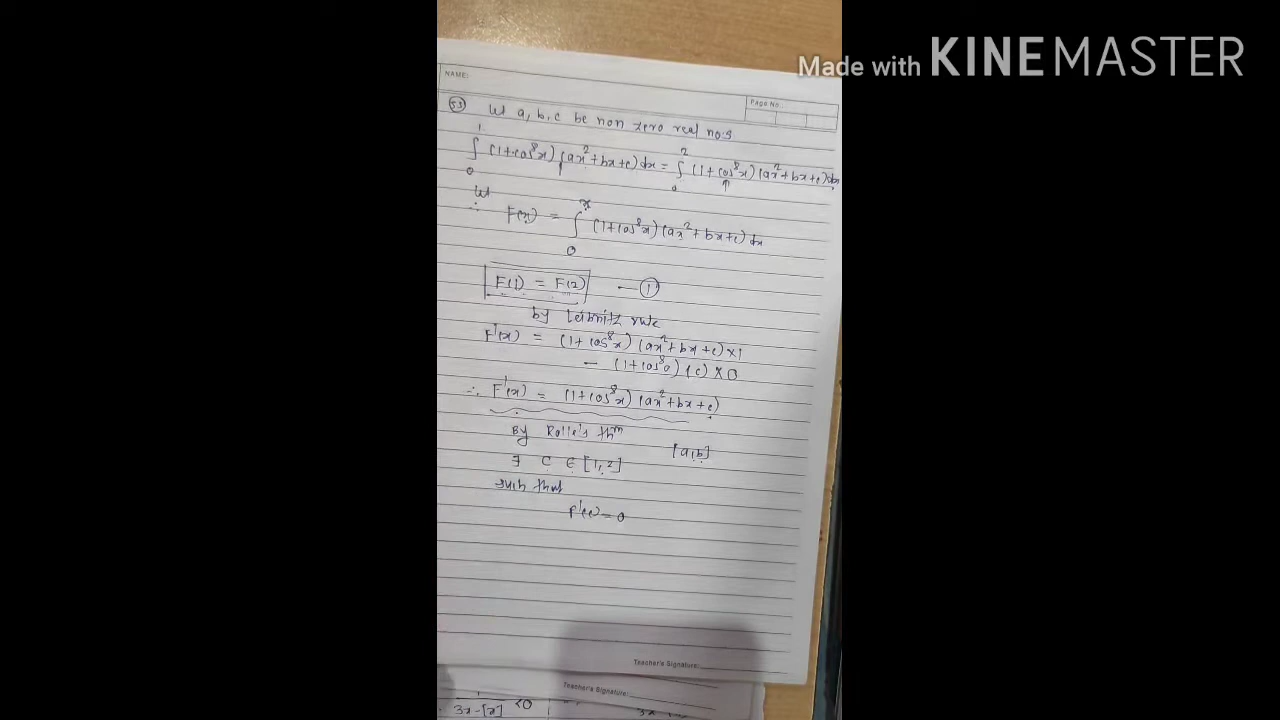 Made with KINEMASTER
NAME:
Page No.
(53) Let a, b, c be non zero real no.s
∫₀¹ (1+cos⁸x) (ax²+bx+c) dx = ∫₀² (1+cos⁸x) (ax²+bx+c) dx
Let
∴ F(x) = ∫₀ˣ (1+cos⁸x) (ax²+bx+c) dx
F(1) = F(2) — (1)
by Leibnitz rule
F'(x) = (1+cos⁸x) (ax²+bx+c) × 1
− (1+cos⁸0) (c) × 0
∴ F'(x) = (1+cos⁸x) (ax²+bx+c)
By Rolle's thm
[a,b]
∃ c ∈ [1,2]
such that
F'(c) = 0
Teacher's Signature:
Teacher's Signature:
3x-[x] <0